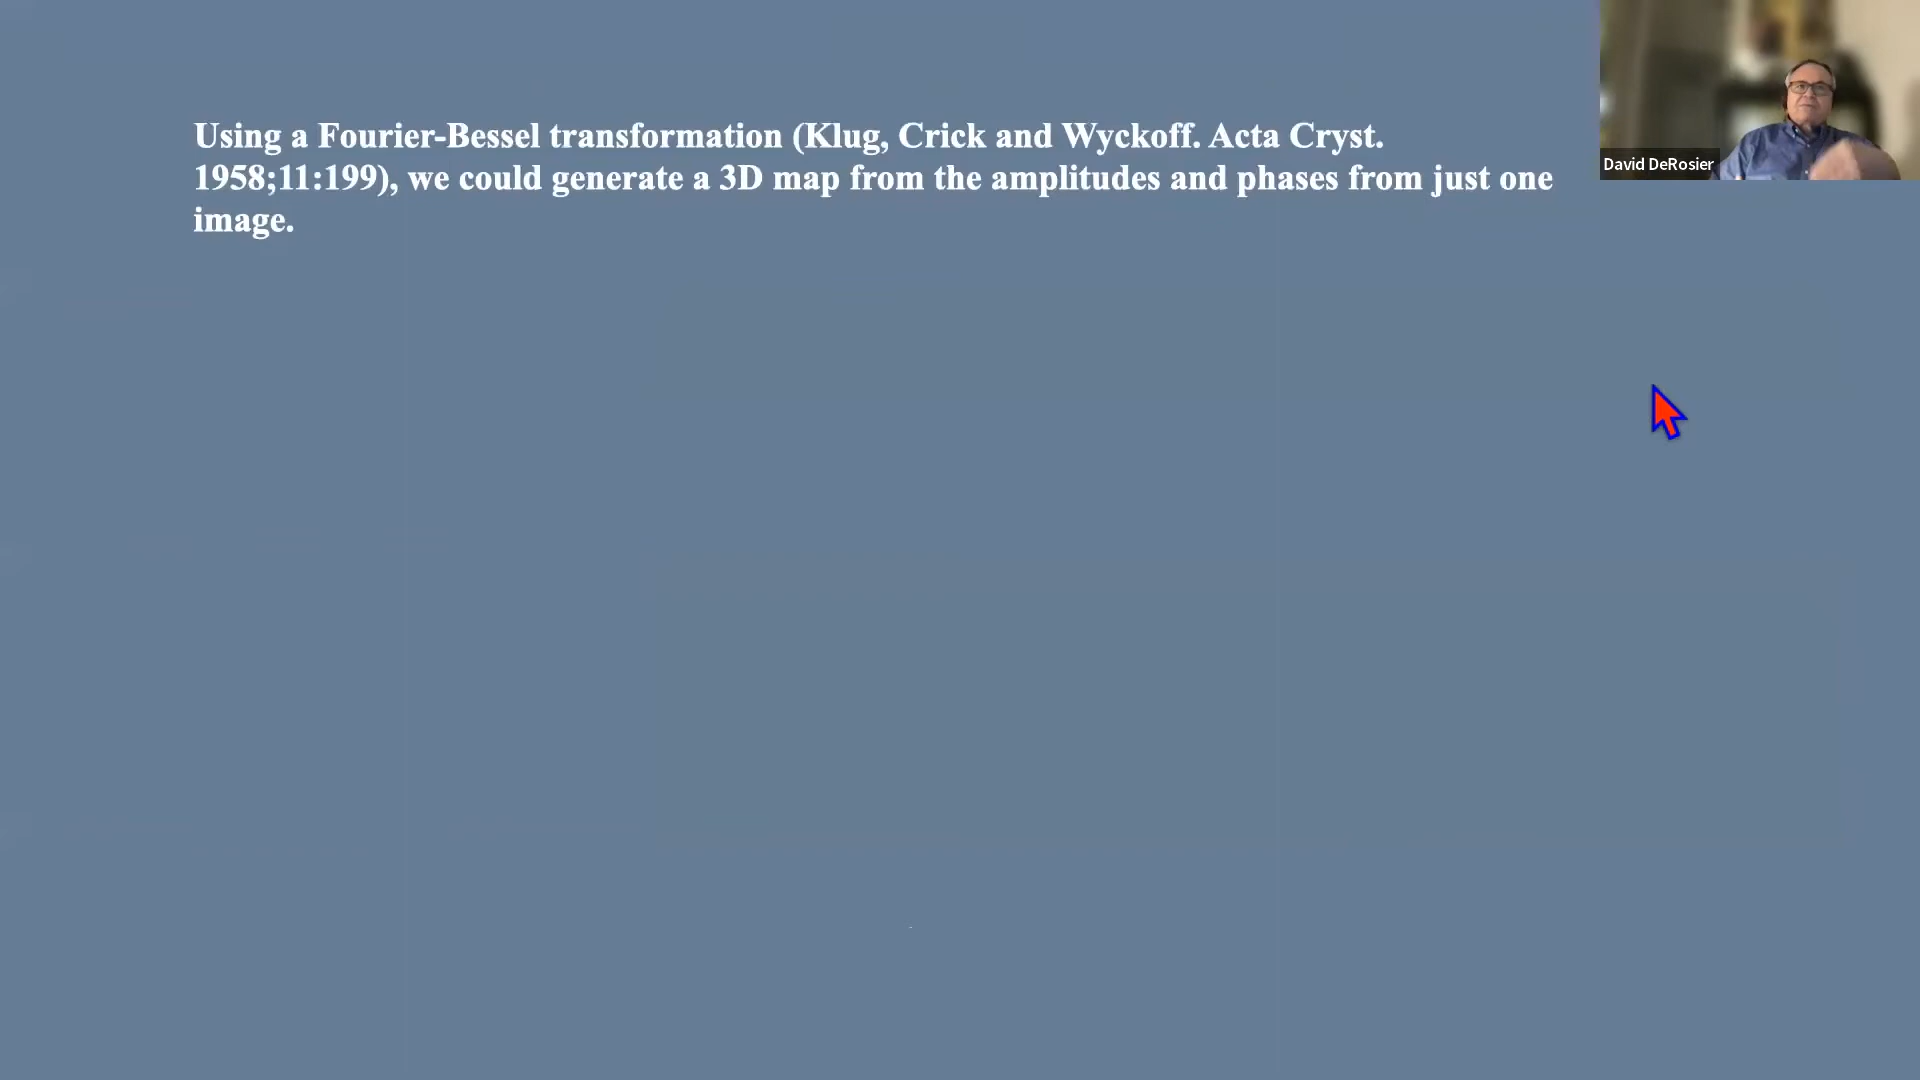 Using a Fourier-Bessel transformation (Klug, Crick and Wyckoff. Acta Cryst.
1958;11:199), we could generate a 3D map from the amplitudes and phases from just one
image.
David DeRosier